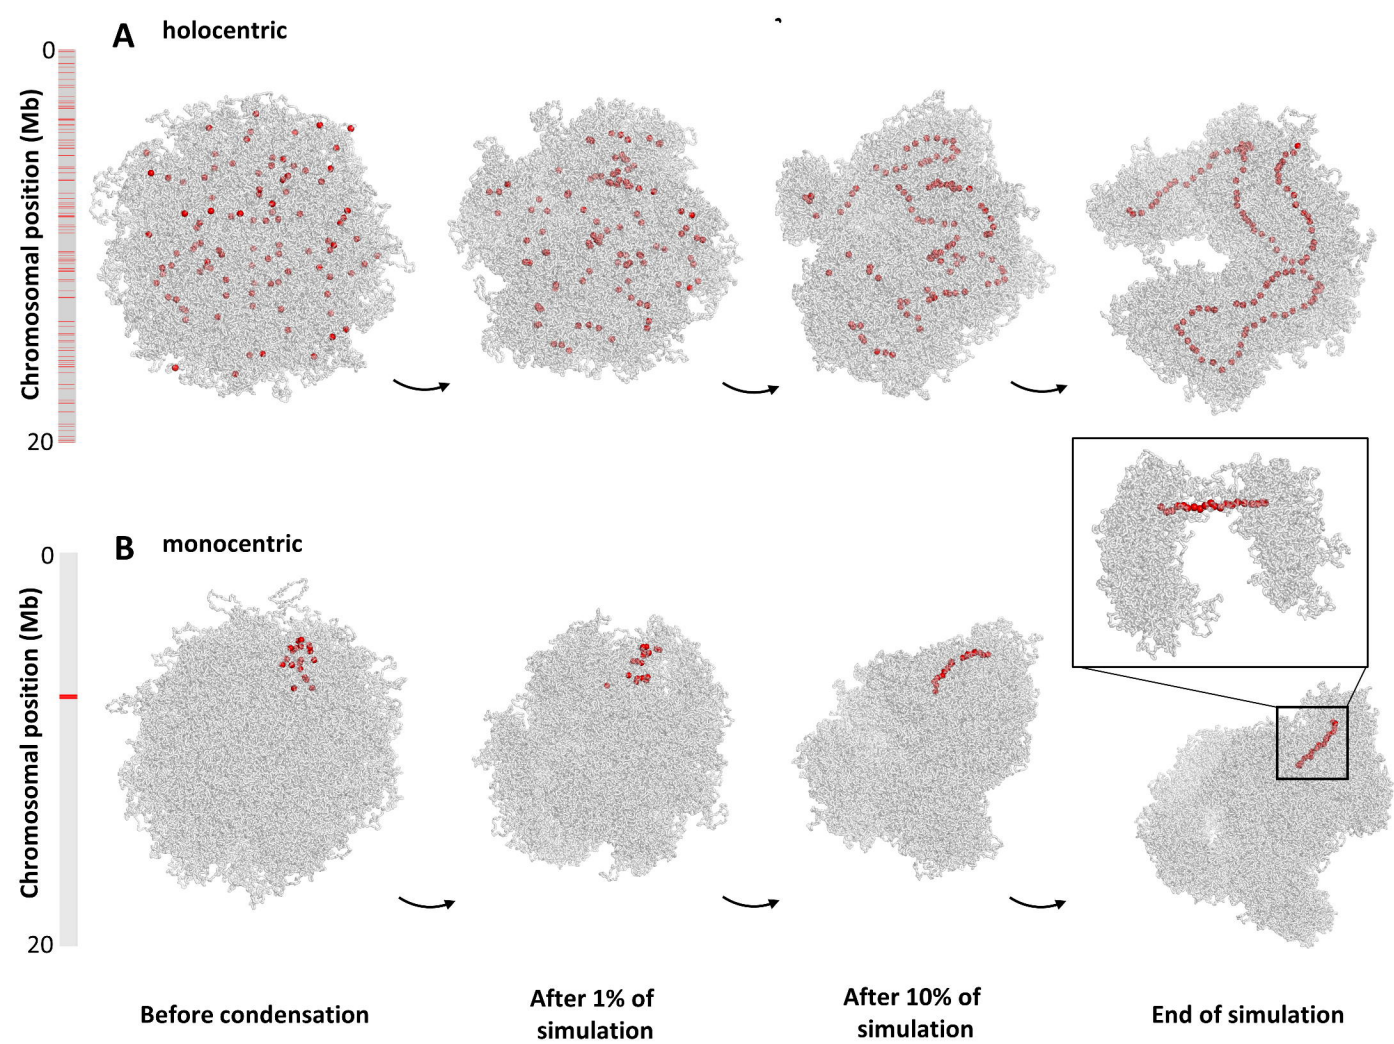 A holocentric
0
Chromosomal position (Mb)
20
B monocentric
0
Chromosomal position (Mb)
20
Before condensation
After 1% of
simulation
After 10% of
simulation
End of simulation